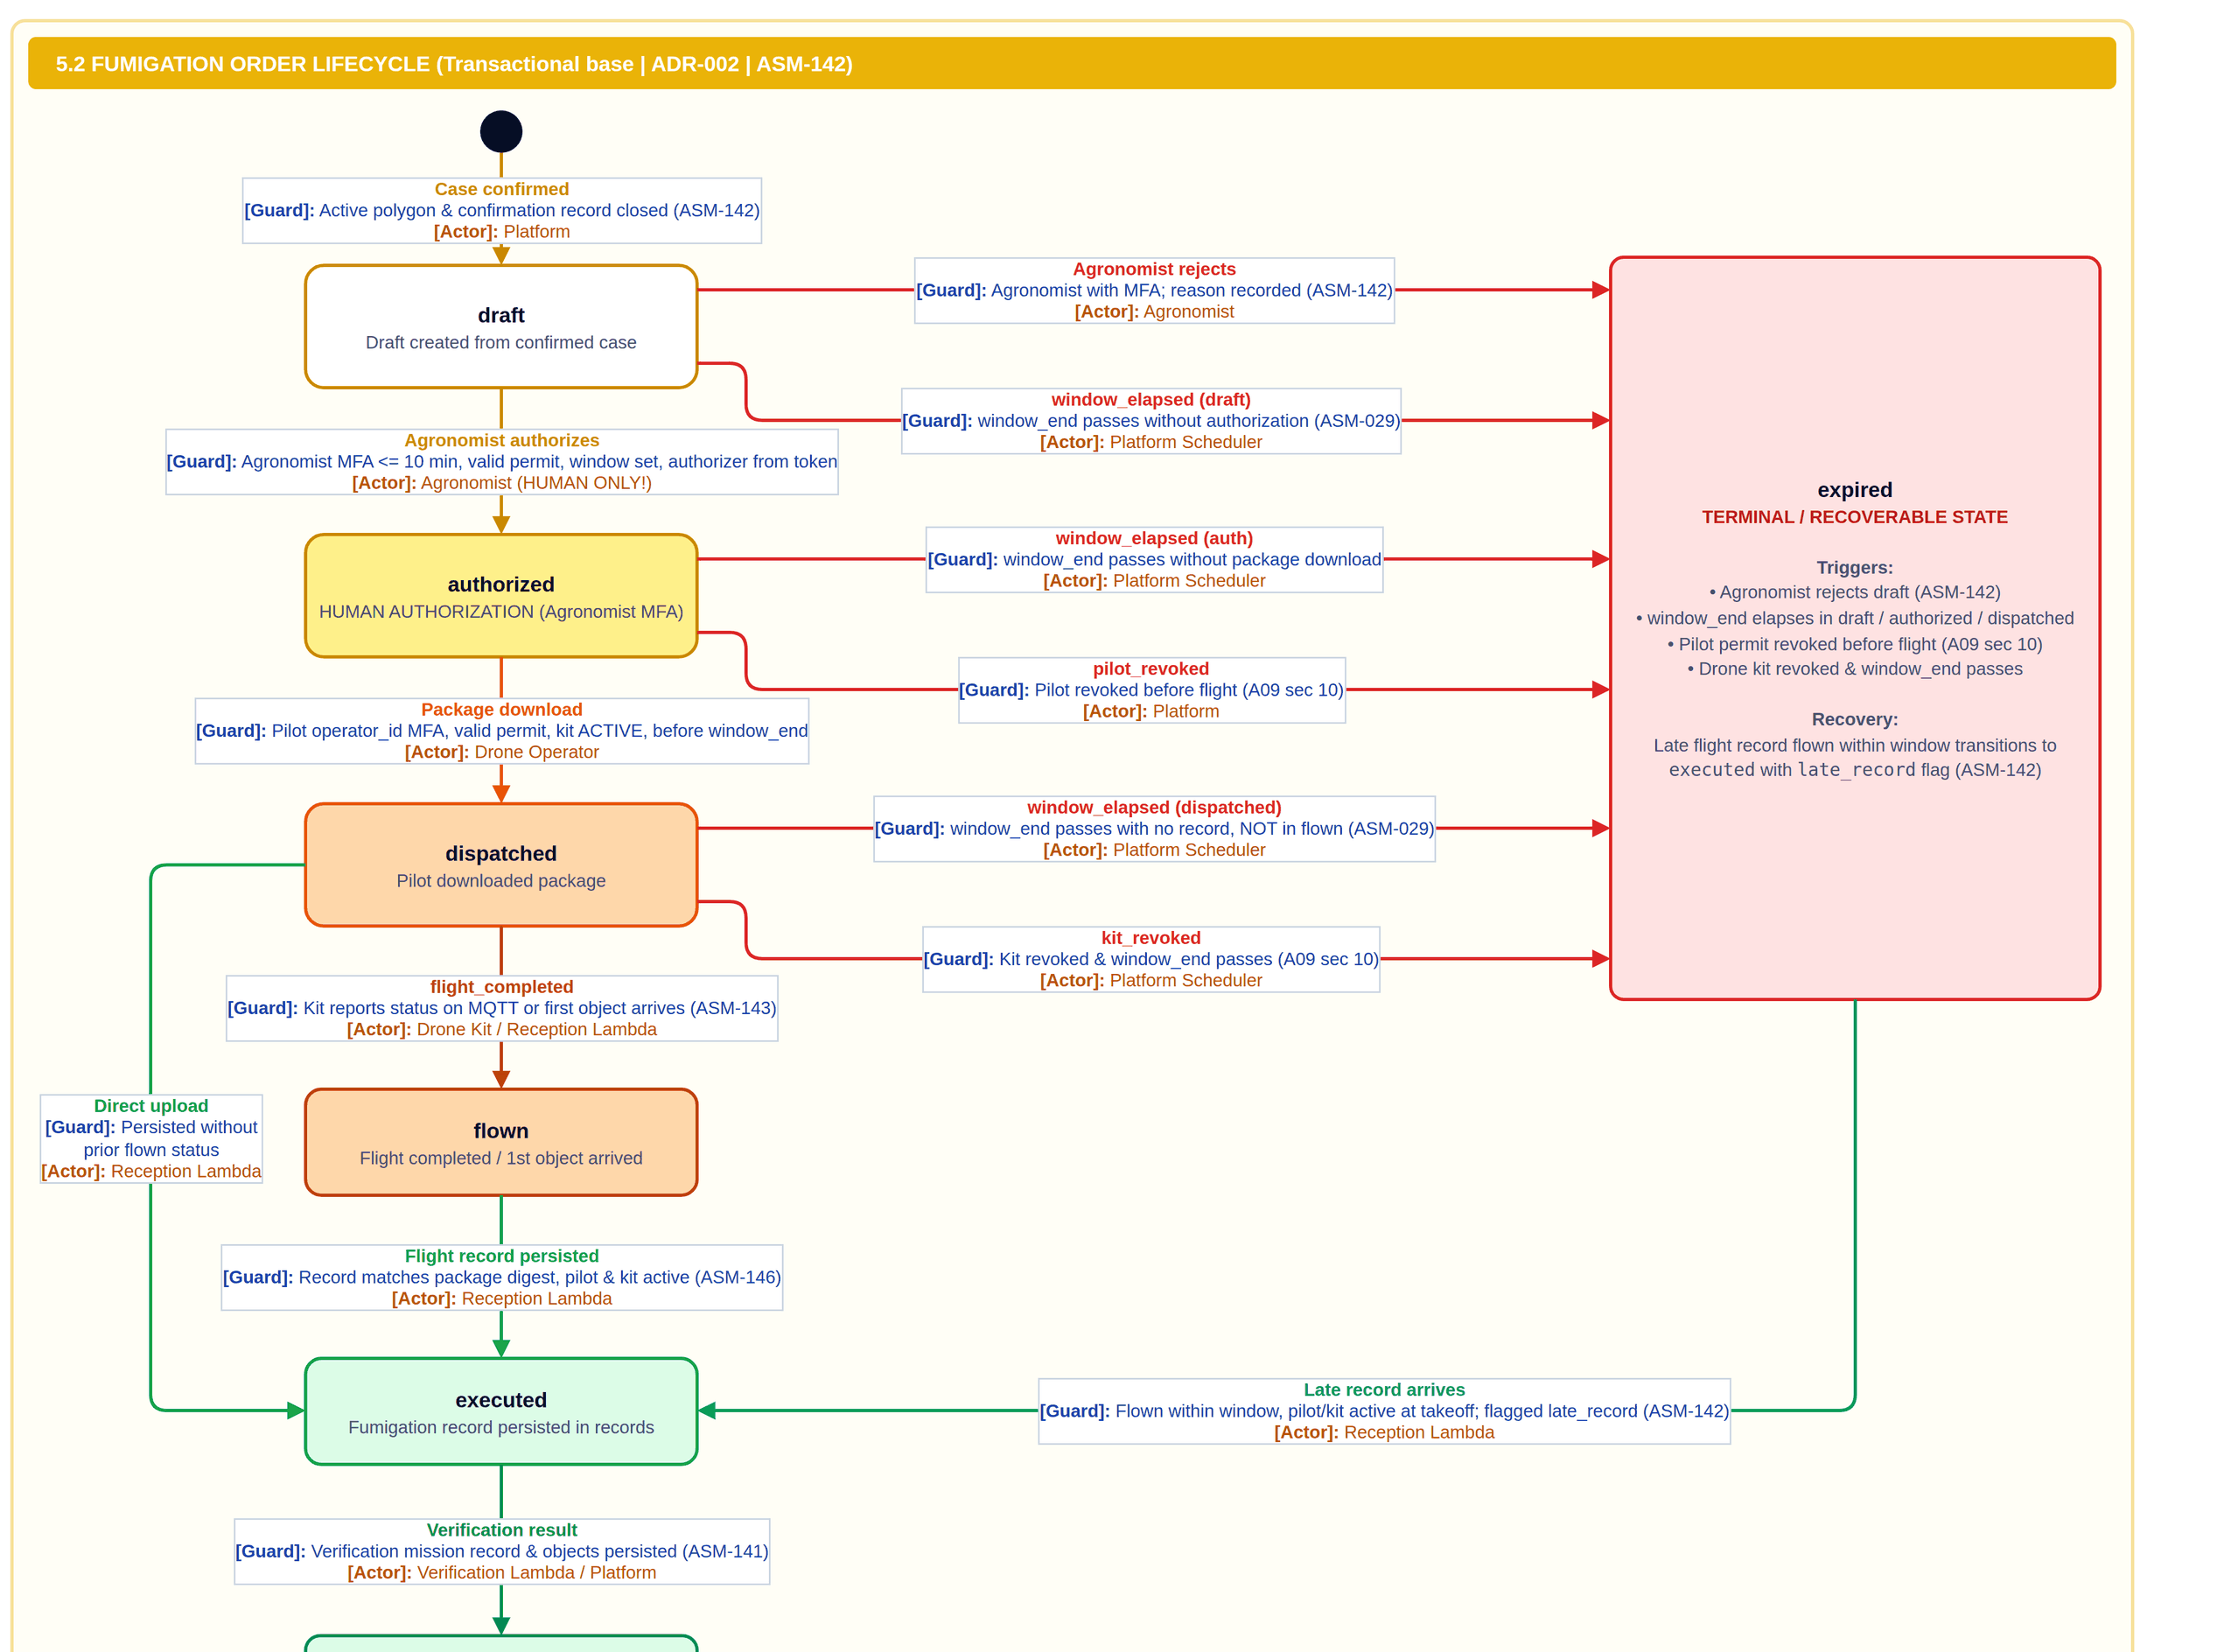 5.2 FUMIGATION ORDER LIFECYCLE (Transactional base | ADR-002 | ASM-142)
Case confirmed
[Guard]: Active polygon & confirmation record closed (ASM-142)
[Actor]: Platform
draft
Draft created from confirmed case
Agronomist rejects
[Guard]: Agronomist with MFA; reason recorded (ASM-142)
[Actor]: Agronomist
window_elapsed (draft)
[Guard]: window_end passes without authorization (ASM-029)
[Actor]: Platform Scheduler
Agronomist authorizes
[Guard]: Agronomist MFA <= 10 min, valid permit, window set, authorizer from token
[Actor]: Agronomist (HUMAN ONLY!)
authorized
HUMAN AUTHORIZATION (Agronomist MFA)
window_elapsed (auth)
[Guard]: window_end passes without package download
[Actor]: Platform Scheduler
pilot_revoked
[Guard]: Pilot revoked before flight (A09 sec 10)
[Actor]: Platform
expired
TERMINAL / RECOVERABLE STATE
Triggers:
• Agronomist rejects draft (ASM-142)
• window_end elapses in draft / authorized / dispatched
• Pilot permit revoked before flight (A09 sec 10)
• Drone kit revoked & window_end passes
Recovery:
Late flight record flown within window transitions to
executed with late_record flag (ASM-142)
Package download
[Guard]: Pilot operator_id MFA, valid permit, kit ACTIVE, before window_end
[Actor]: Drone Operator
dispatched
Pilot downloaded package
window_elapsed (dispatched)
[Guard]: window_end passes with no record, NOT in flown (ASM-029)
[Actor]: Platform Scheduler
kit_revoked
[Guard]: Kit revoked & window_end passes (A09 sec 10)
[Actor]: Platform Scheduler
flight_completed
[Guard]: Kit reports status on MQTT or first object arrives (ASM-143)
[Actor]: Drone Kit / Reception Lambda
Direct upload
[Guard]: Persisted without
prior flown status
[Actor]: Reception Lambda
flown
Flight completed / 1st object arrived
Flight record persisted
[Guard]: Record matches package digest, pilot & kit active (ASM-146)
[Actor]: Reception Lambda
executed
Fumigation record persisted in records
Late record arrives
[Guard]: Flown within window, pilot/kit active at takeoff; flagged late_record (ASM-142)
[Actor]: Reception Lambda
Verification result
[Guard]: Verification mission record & objects persisted (ASM-141)
[Actor]: Verification Lambda / Platform